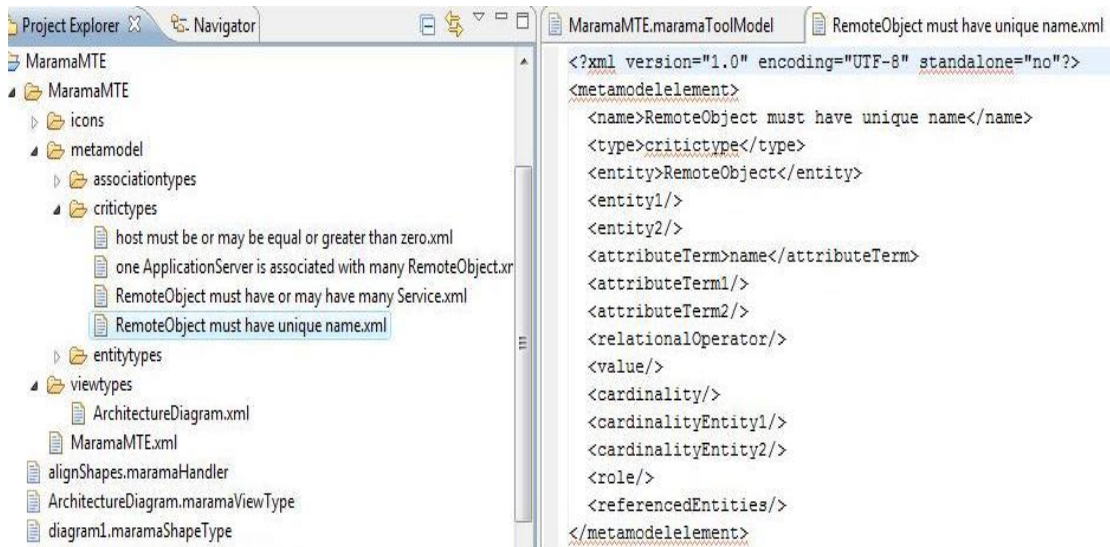 Project Explorer
Navigator
MaramaMTE
MaramaMTE
icons
metamodel
associationtypes
critictypes
host must be or may be equal or greater than zero.xml
one ApplicationServer is associated with many RemoteObject.xr
RemoteObject must have or may have many Service.xml
RemoteObject must have unique name.xml
entitytypes
viewtypes
ArchitectureDiagram.xml
MaramaMTE.xml
alignShapes.maramaHandler
ArchitectureDiagram.maramaViewType
diagram1.maramaShapeType
MaramaMTE.maramaToolModel
RemoteObject must have unique name.xml
<?xml version="1.0" encoding="UTF-8" standalone="no"?>
<metamodelelement>
<name>RemoteObject must have unique name</name>
<type>critictype</type>
<entity>RemoteObject</entity>
<entity1/>
<entity2/>
<attributeTerm>name</attributeTerm>
<attributeTerm1/>
<attributeTerm2/>
<relationalOperator/>
<value/>
<cardinality/>
<cardinalityEntity1/>
<cardinalityEntity2/>
<role/>
<referencedEntities/>
</metamodelelement>